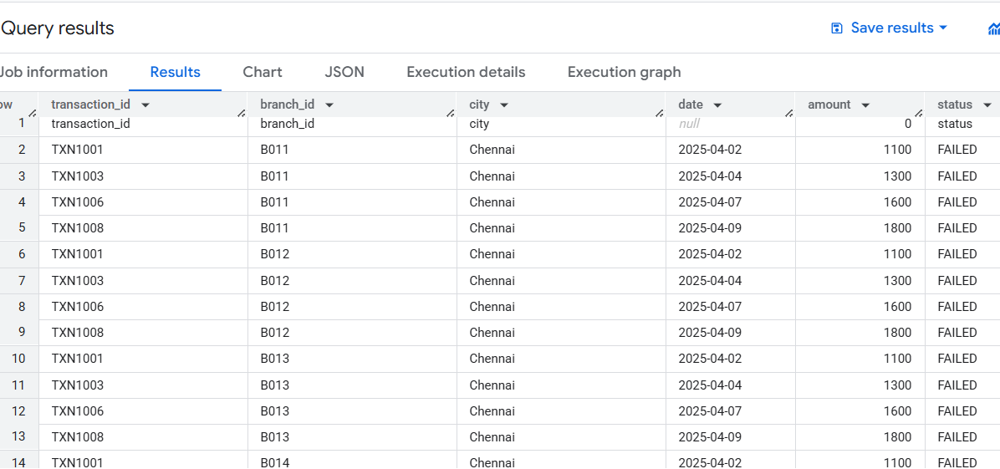 Query results Save results
Job information Results Chart JSON Execution details Execution graph
ow transaction_id branch_id city date amount status
1 transaction_id branch_id city null 0 status
2 TXN1001 B011 Chennai 2025-04-02 1100 FAILED
3 TXN1003 B011 Chennai 2025-04-04 1300 FAILED
4 TXN1006 B011 Chennai 2025-04-07 1600 FAILED
5 TXN1008 B011 Chennai 2025-04-09 1800 FAILED
6 TXN1001 B012 Chennai 2025-04-02 1100 FAILED
7 TXN1003 B012 Chennai 2025-04-04 1300 FAILED
8 TXN1006 B012 Chennai 2025-04-07 1600 FAILED
9 TXN1008 B012 Chennai 2025-04-09 1800 FAILED
10 TXN1001 B013 Chennai 2025-04-02 1100 FAILED
11 TXN1003 B013 Chennai 2025-04-04 1300 FAILED
12 TXN1006 B013 Chennai 2025-04-07 1600 FAILED
13 TXN1008 B013 Chennai 2025-04-09 1800 FAILED
14 TXN1001 B014 Chennai 2025-04-02 1100 FAILED